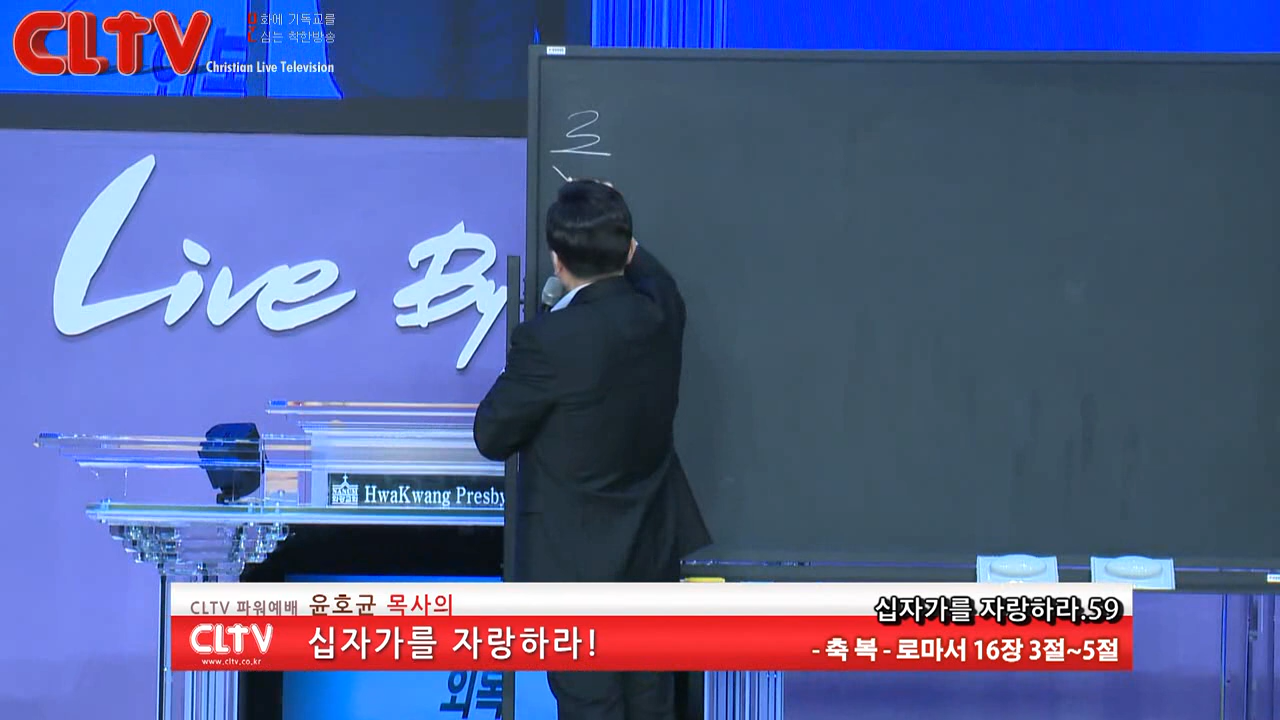 CLTV
문화에 기독교를
심는 착한방송
Christian Live Television
3
Live By
HwaKwang Presby
CLTV 파워예배 윤호균 목사의
십자가를 자랑하라.59
CLTV
www.cltv.co.kr
십자가를 자랑하라!
- 축 복 - 로마서 16장 3절~5절